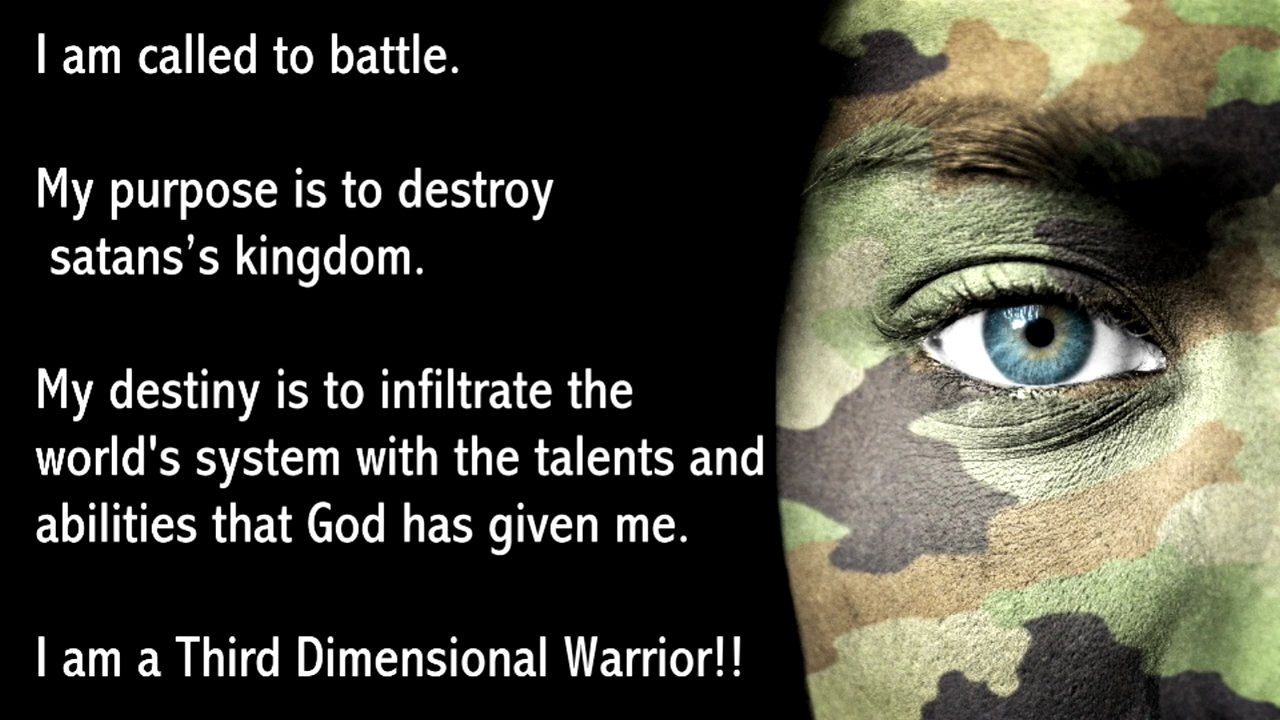 I am called to battle.
My purpose is to destroy
satans’s kingdom.
My destiny is to infiltrate the
world's system with the talents and
abilities that God has given me.
I am a Third Dimensional Warrior!!